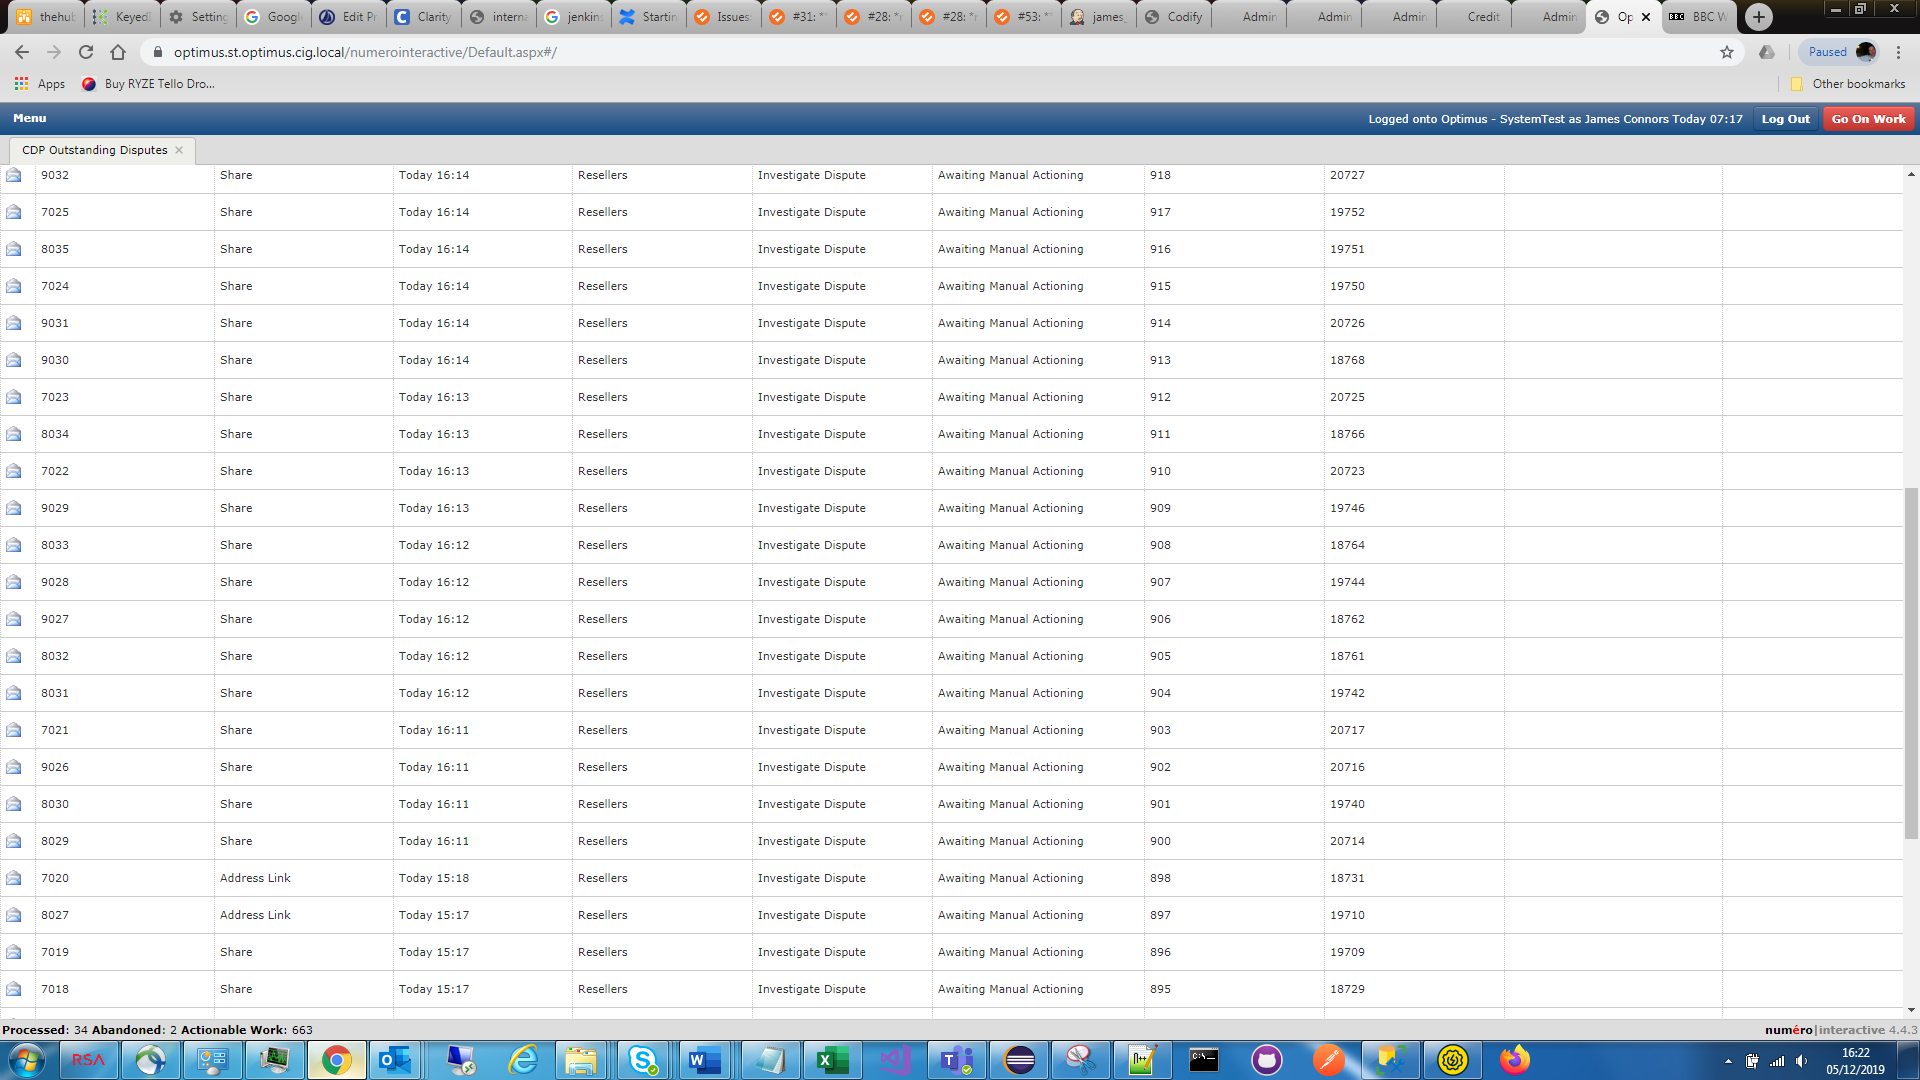 thehub KeyedI Setting Google Edit Pr Clarity interna jenkins Startin Issues: #31: * #28: *r #28: *r #53: * james_ Codify Admin Admin Admin Credit Admin Op BBC W
optimus.st.optimus.cig.local/numerointeractive/Default.aspx#/ Paused
Apps Buy RYZE Tello Dro... Other bookmarks
Menu Logged onto Optimus - SystemTest as James Connors Today 07:17 Log Out Go On Work
CDP Outstanding Disputes
9032 Share Today 16:14 Resellers Investigate Dispute Awaiting Manual Actioning 918 20727
7025 Share Today 16:14 Resellers Investigate Dispute Awaiting Manual Actioning 917 19752
8035 Share Today 16:14 Resellers Investigate Dispute Awaiting Manual Actioning 916 19751
7024 Share Today 16:14 Resellers Investigate Dispute Awaiting Manual Actioning 915 19750
9031 Share Today 16:14 Resellers Investigate Dispute Awaiting Manual Actioning 914 20726
9030 Share Today 16:14 Resellers Investigate Dispute Awaiting Manual Actioning 913 18768
7023 Share Today 16:13 Resellers Investigate Dispute Awaiting Manual Actioning 912 20725
8034 Share Today 16:13 Resellers Investigate Dispute Awaiting Manual Actioning 911 18766
7022 Share Today 16:13 Resellers Investigate Dispute Awaiting Manual Actioning 910 20723
9029 Share Today 16:13 Resellers Investigate Dispute Awaiting Manual Actioning 909 19746
8033 Share Today 16:12 Resellers Investigate Dispute Awaiting Manual Actioning 908 18764
9028 Share Today 16:12 Resellers Investigate Dispute Awaiting Manual Actioning 907 19744
9027 Share Today 16:12 Resellers Investigate Dispute Awaiting Manual Actioning 906 18762
8032 Share Today 16:12 Resellers Investigate Dispute Awaiting Manual Actioning 905 18761
8031 Share Today 16:12 Resellers Investigate Dispute Awaiting Manual Actioning 904 19742
7021 Share Today 16:11 Resellers Investigate Dispute Awaiting Manual Actioning 903 20717
9026 Share Today 16:11 Resellers Investigate Dispute Awaiting Manual Actioning 902 20716
8030 Share Today 16:11 Resellers Investigate Dispute Awaiting Manual Actioning 901 19740
8029 Share Today 16:11 Resellers Investigate Dispute Awaiting Manual Actioning 900 20714
7020 Address Link Today 15:18 Resellers Investigate Dispute Awaiting Manual Actioning 898 18731
8027 Address Link Today 15:17 Resellers Investigate Dispute Awaiting Manual Actioning 897 19710
7019 Share Today 15:17 Resellers Investigate Dispute Awaiting Manual Actioning 896 19709
7018 Share Today 15:17 Resellers Investigate Dispute Awaiting Manual Actioning 895 18729
Processed: 34 Abandoned: 2 Actionable Work: 663 numéro|interactive 4.4.3
RSA 16:22
05/12/2019